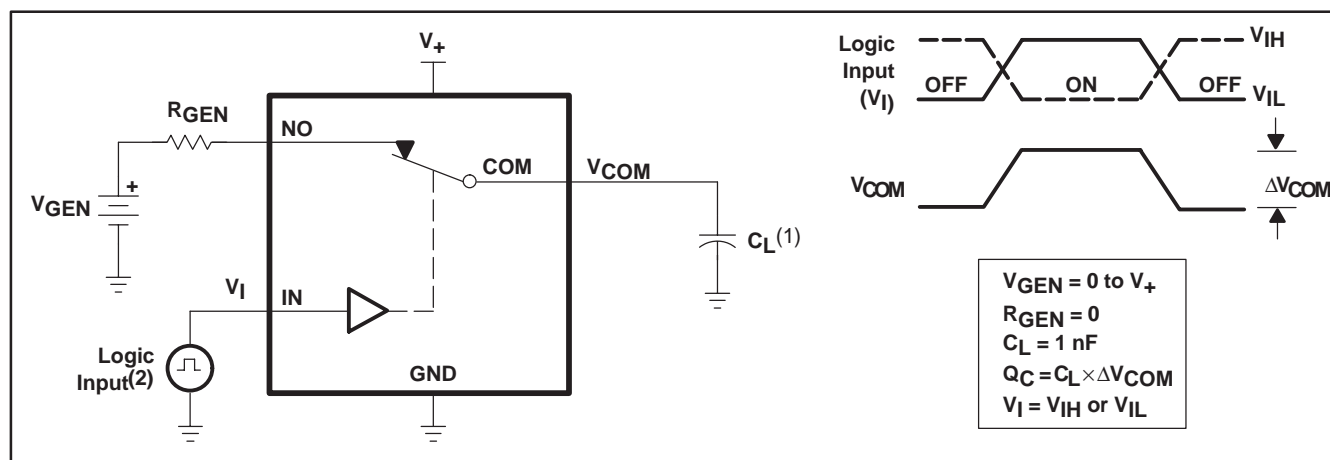 V+
RGEN
NO
COM
VCOM
VGEN
+
CL(1)
VI
IN
Logic
Input(2)
GND
Logic
Input
(VI)
OFF
ON
OFF
VIH
VIL
VCOM
ΔVCOM
VGEN = 0 to V+
RGEN = 0
CL = 1 nF
QC = CL × ΔVCOM
VI = VIH or VIL